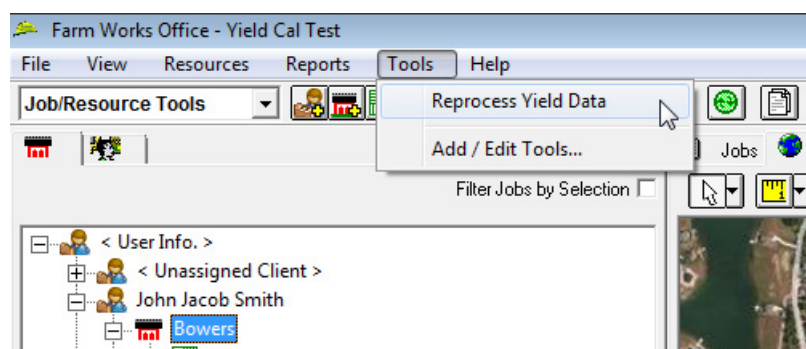 Farm Works Office - Yield Cal Test
File View Resources Reports Tools Help
Job/Resource Tools
Reprocess Yield Data
Add / Edit Tools...
Jobs
Filter Jobs by Selection
1
< User Info. >
< Unassigned Client >
John Jacob Smith
Bowers